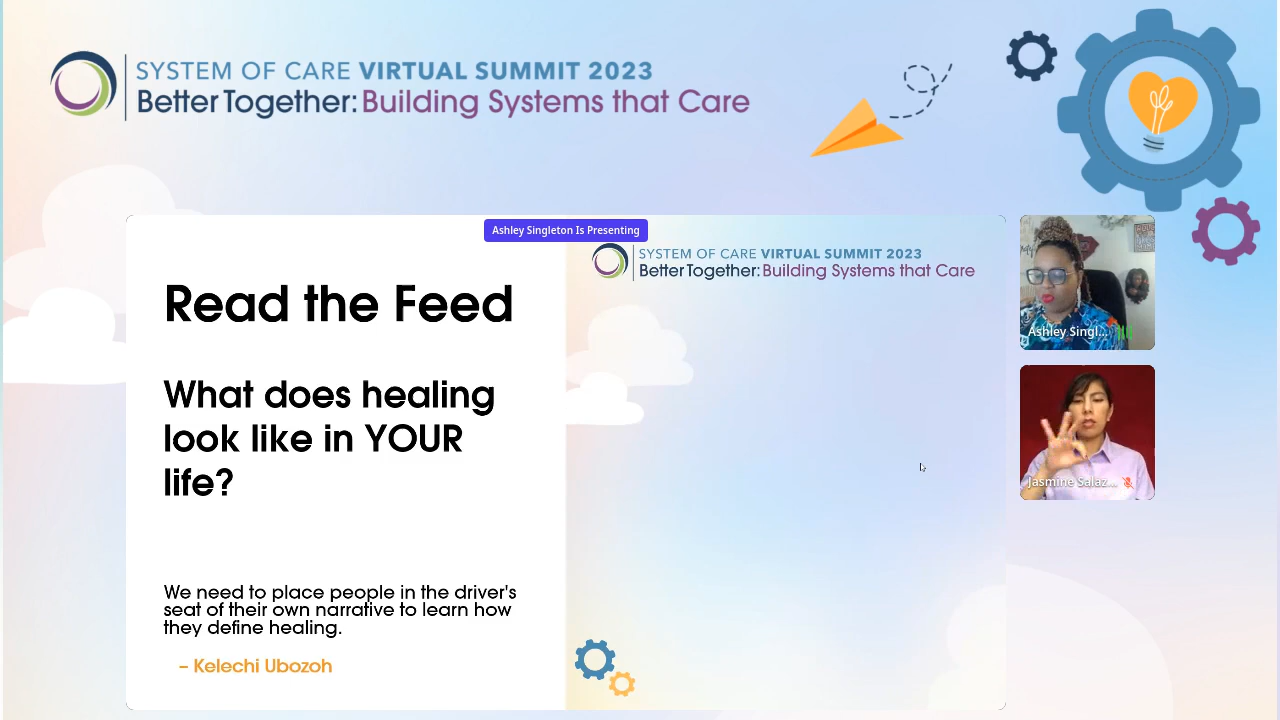 SYSTEM OF CARE VIRTUAL SUMMIT 2023
Better Together: Building Systems that Care
Ashley Singleton Is Presenting
Read the Feed
What does healing
look like in YOUR
life?
We need to place people in the driver's
seat of their own narrative to learn how
they define healing.
– Kelechi Ubozoh
SYSTEM OF CARE VIRTUAL SUMMIT 2023
Better Together: Building Systems that Care
Ashley Singl...
Jasmine Salaz...